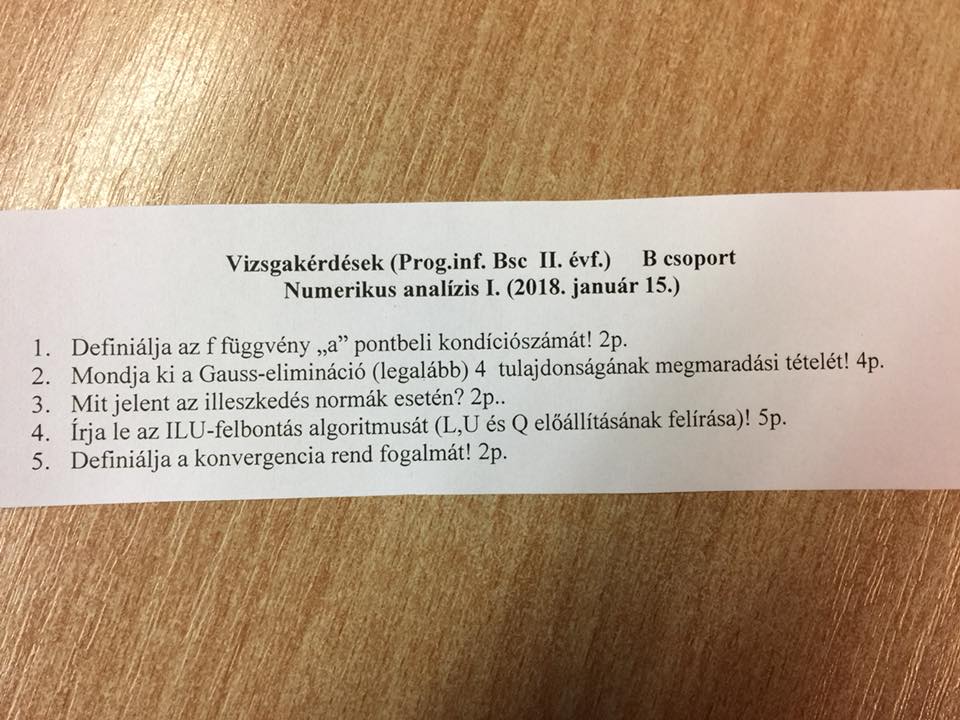 Vizsgakérdések (Prog.inf. Bsc II. évf.) B csoport
Numerikus analízis I. (2018. január 15.)
1. Definiálja az f függvény „a” pontbeli kondíciószámát! 2p.
2. Mondja ki a Gauss-elimináció (legalább) 4 tulajdonságának megmaradási tételét! 4p.
3. Mit jelent az illeszkedés normák esetén? 2p..
4. Írja le az ILU-felbontás algoritmusát (L,U és Q előállításának felírása)! 5p.
5. Definiálja a konvergencia rend fogalmát! 2p.